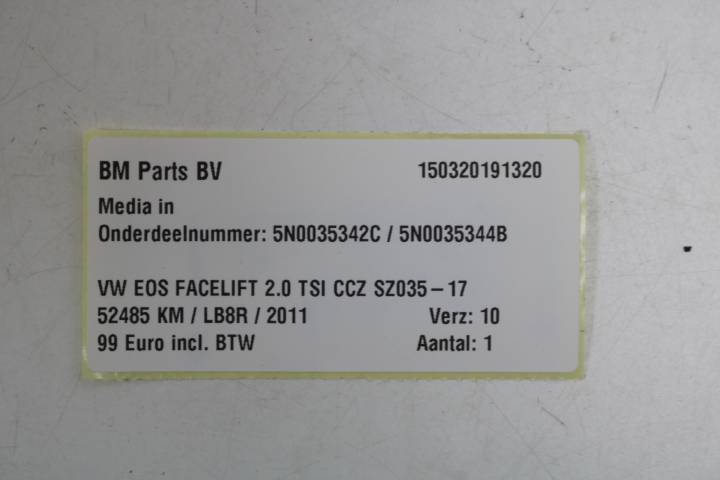 BM Parts BV 150320191320
Media in
Onderdeelnummer: 5N0035342C / 5N0035344B
VW EOS FACELIFT 2.0 TSI CCZ SZ035-17
52485 KM / LB8R / 2011 Verz: 10
99 Euro incl. BTW Aantal: 1